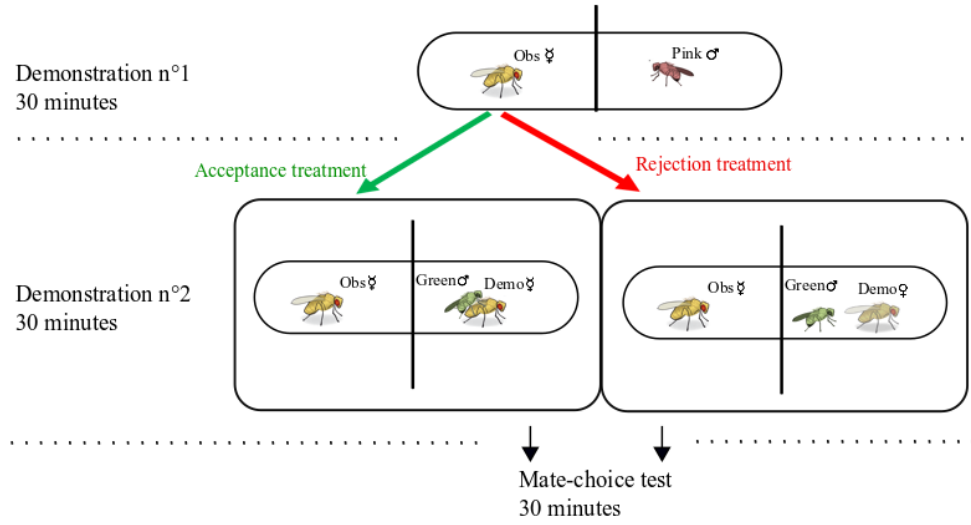 Obs ☿
Pink ♂
Demonstration n°1
30 minutes
Acceptance treatment
Rejection treatment
Obs☿
Green♂
Demo☿
Obs☿
Green♂
Demo♀
Demonstration n°2
30 minutes
Mate-choice test
30 minutes